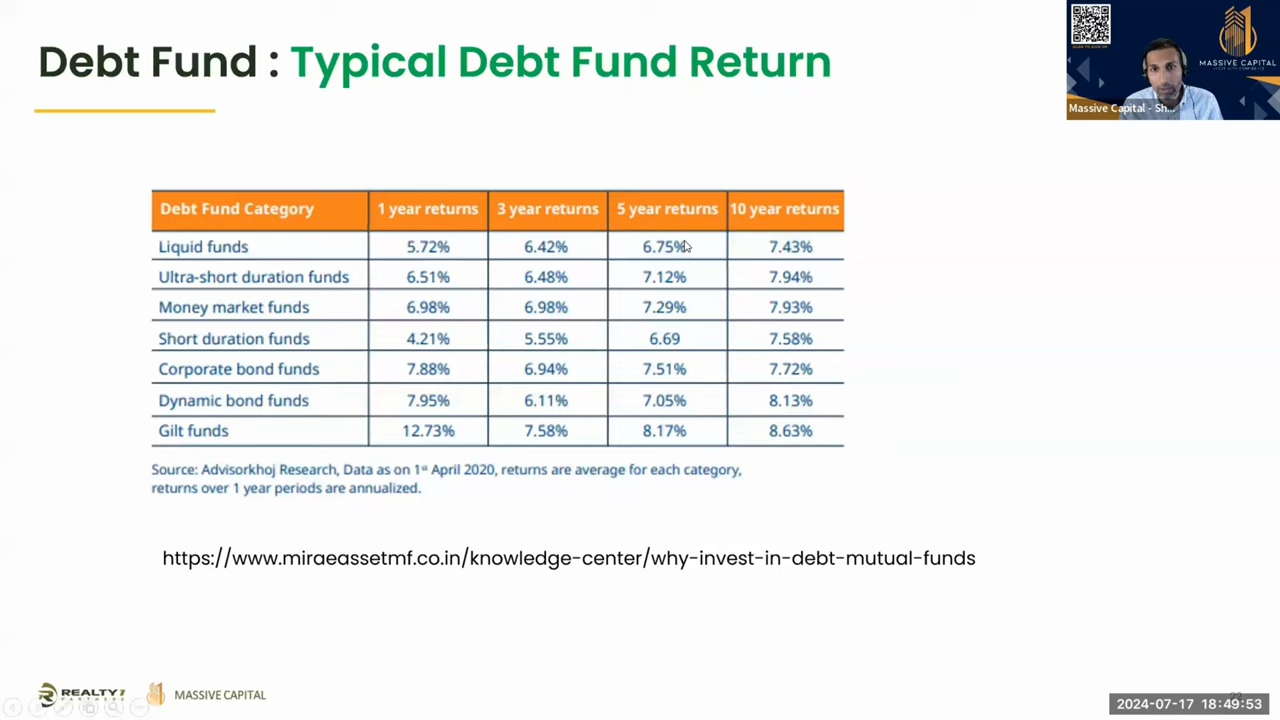 Debt Fund : Typical Debt Fund Return
SCAN TO SIGN UP
MASSIVE CAPITAL
Massive Capital - Sh...
Debt Fund Category 1 year returns 3 year returns 5 year returns 10 year returns
Liquid funds 5.72% 6.42% 6.75% 7.43%
Ultra-short duration funds 6.51% 6.48% 7.12% 7.94%
Money market funds 6.98% 6.98% 7.29% 7.93%
Short duration funds 4.21% 5.55% 6.69 7.58%
Corporate bond funds 7.88% 6.94% 7.51% 7.72%
Dynamic bond funds 7.95% 6.11% 7.05% 8.13%
Gilt funds 12.73% 7.58% 8.17% 8.63%
Source: Advisorkhoj Research, Data as on 1st April 2020, returns are average for each category,
returns over 1 year periods are annualized.
https://www.miraeassetmf.co.in/knowledge-center/why-invest-in-debt-mutual-funds
REALTY7
PARTNERS
MASSIVE CAPITAL
2024-07-17 18:49:53